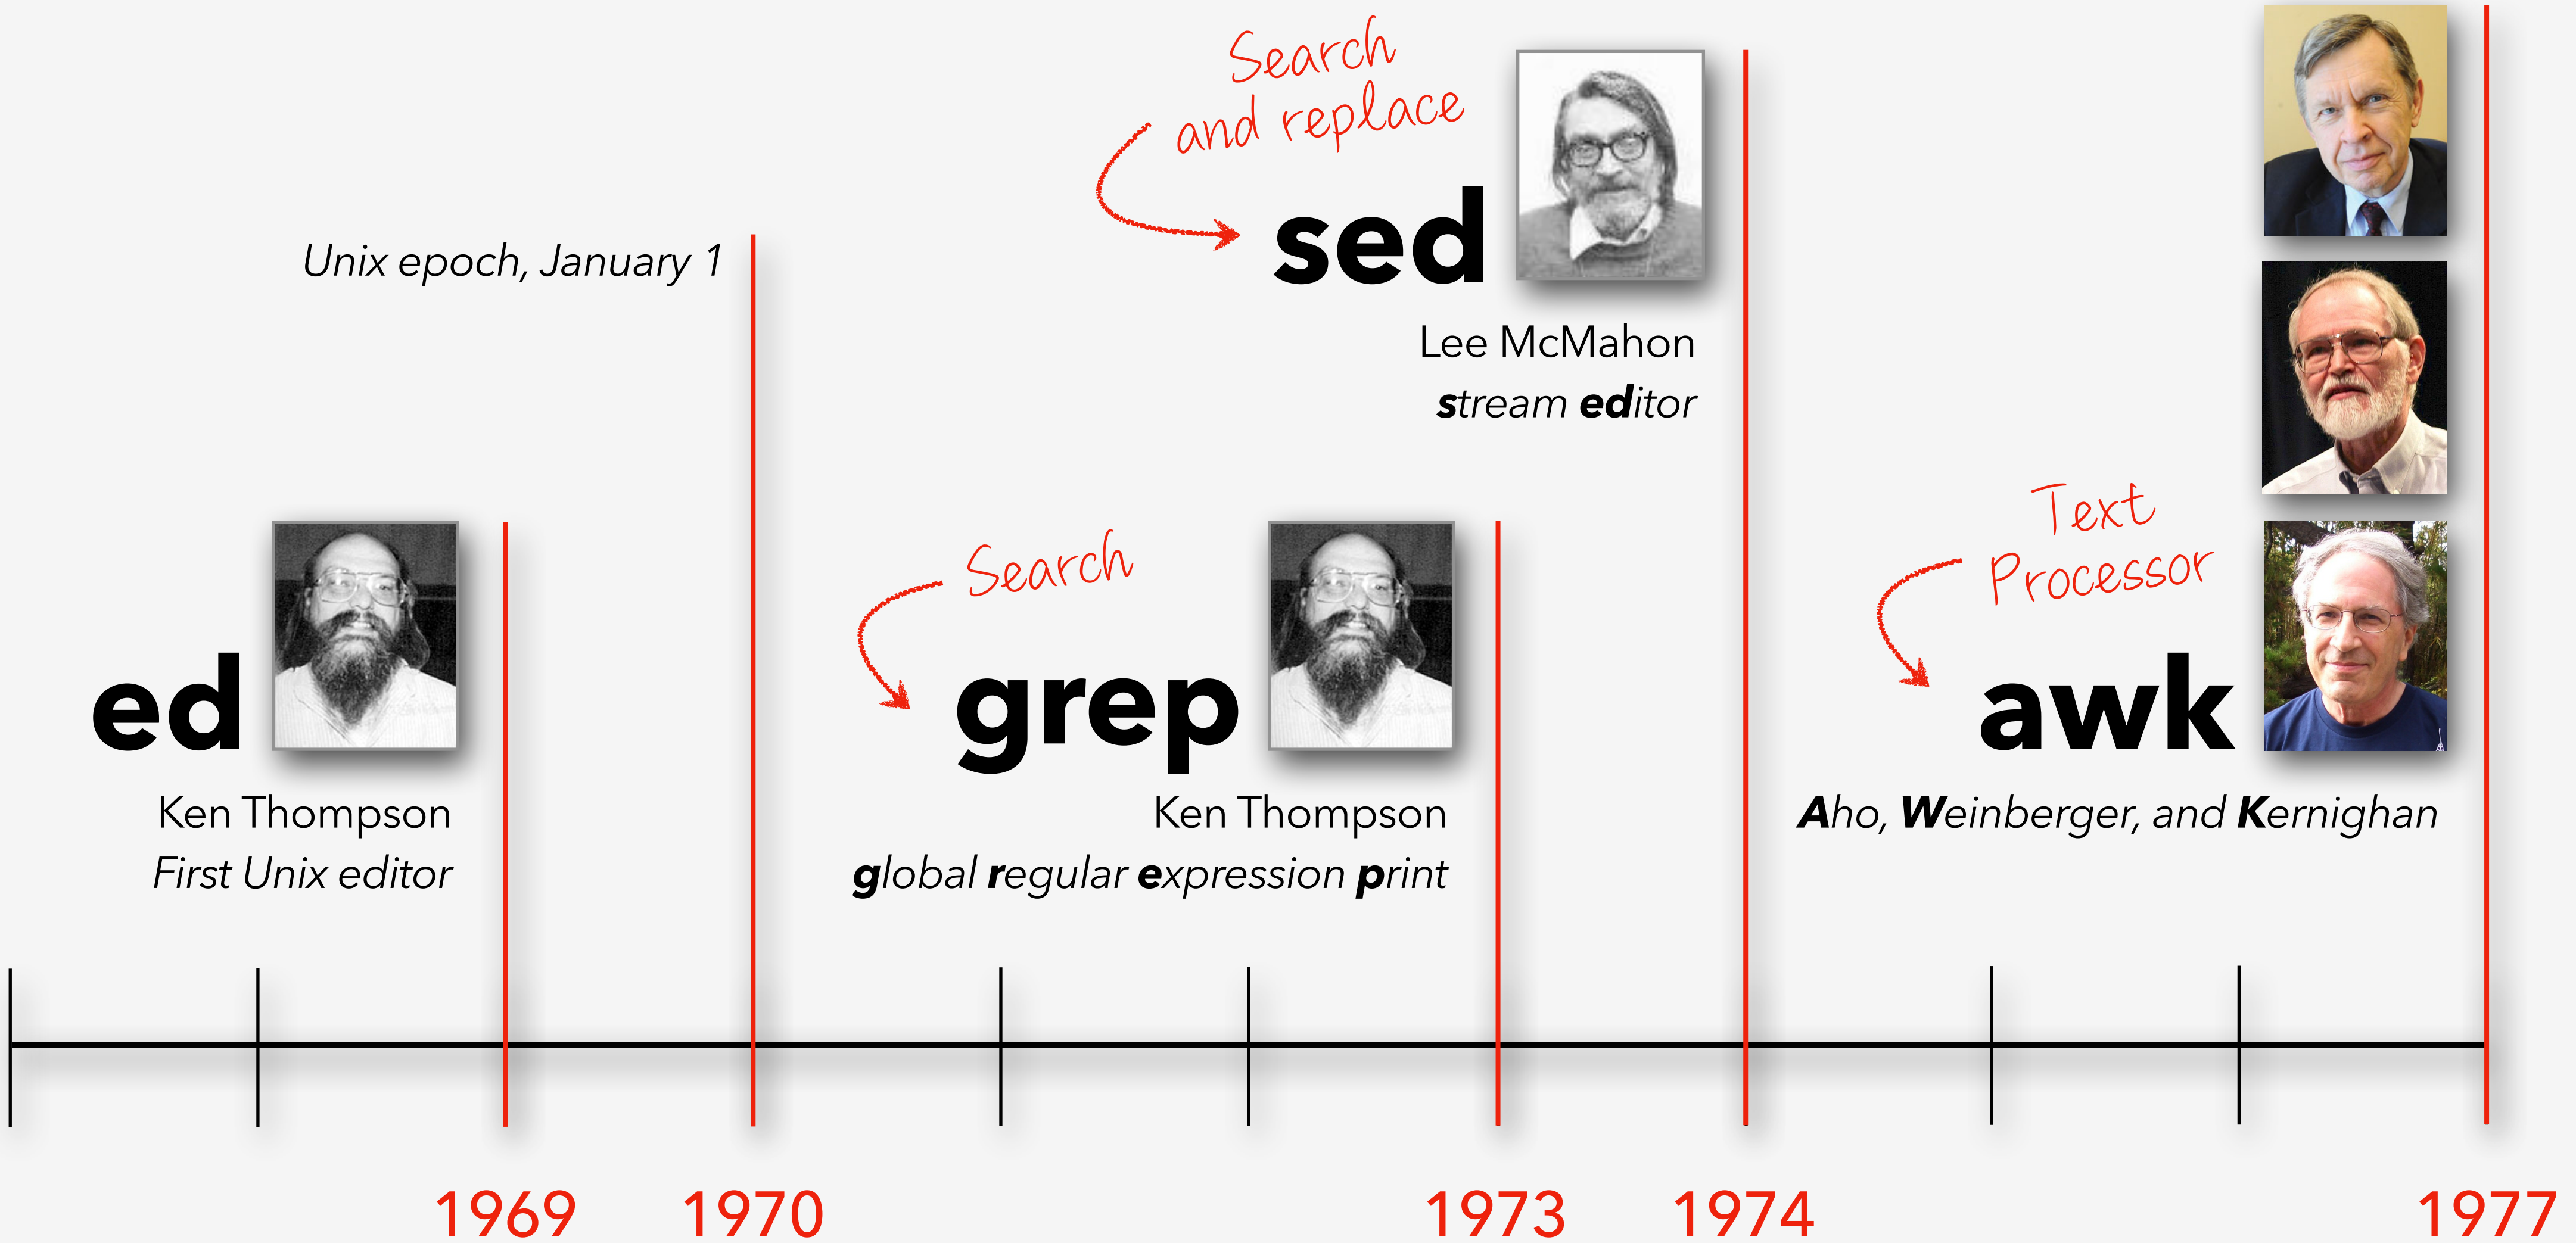 Search
and replace
sed
Lee McMahon
stream editor
Unix epoch, January 1
ed
Ken Thompson
First Unix editor
Search
grep
Ken Thompson
global regular expression print
Text
Processor
awk
Aho, Weinberger, and Kernighan
1969
1970
1973
1974
1977